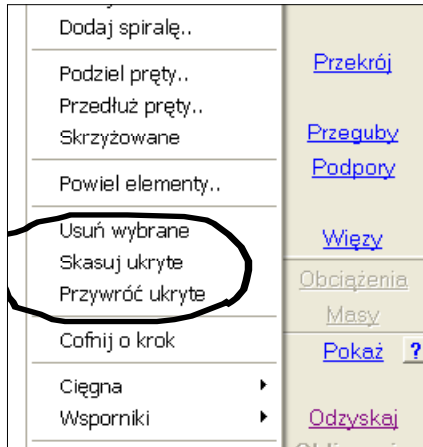 Dodaj spiralę..
Podziel pręty..
Przedłuż pręty..
Skrzyżowane
Powiel elementy..
Usuń wybrane
Skasuj ukryte
Przywróć ukryte
Cofnij o krok
Cięgna
Wsporniki
Przekrój
Przeguby
Podpory
Więzy
Obciążenia
Masy
Pokaż ?
Odzyskaj